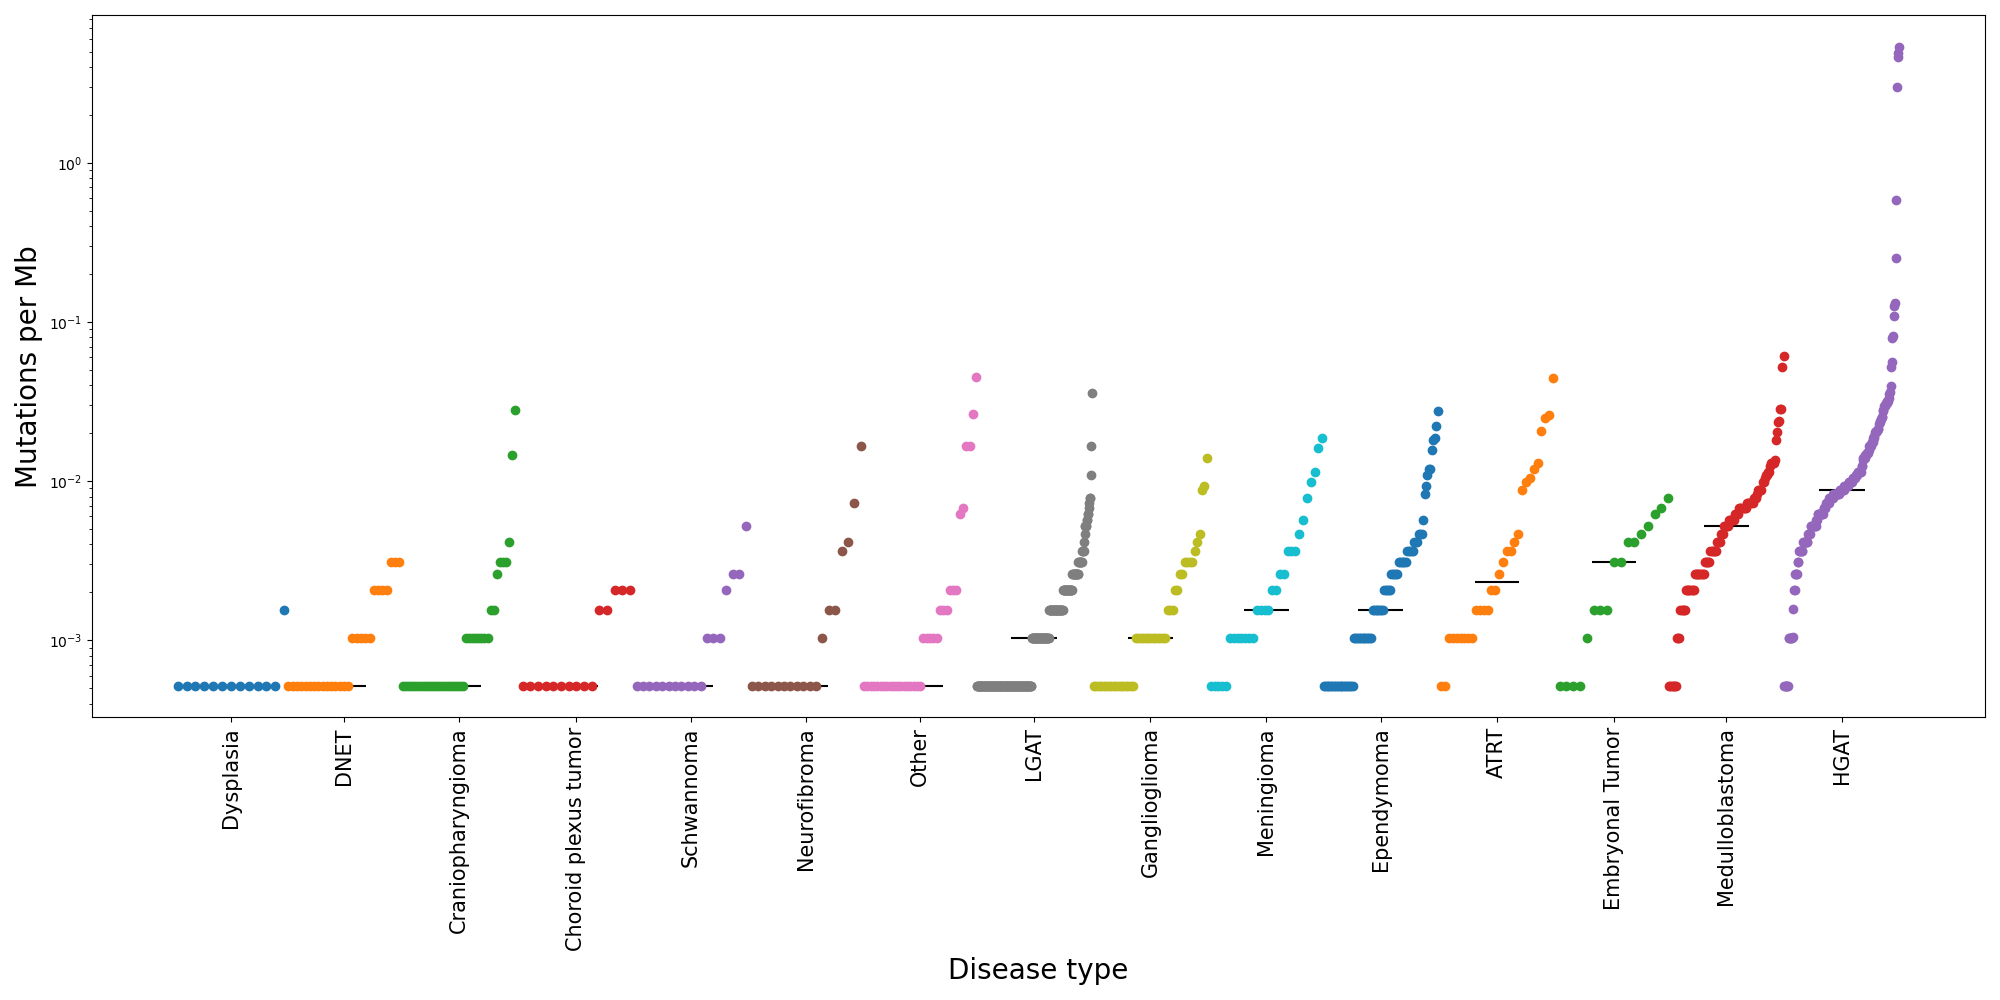 Mutations per Mb
10⁰
10⁻¹
10⁻²
10⁻³
Dysplasia
DNET
Craniopharyngioma
Choroid plexus tumor
Schwannoma
Neurofibroma
Other
LGAT
Ganglioglioma
Meningioma
Ependymoma
ATRT
Embryonal Tumor
Medulloblastoma
HGAT
Disease type